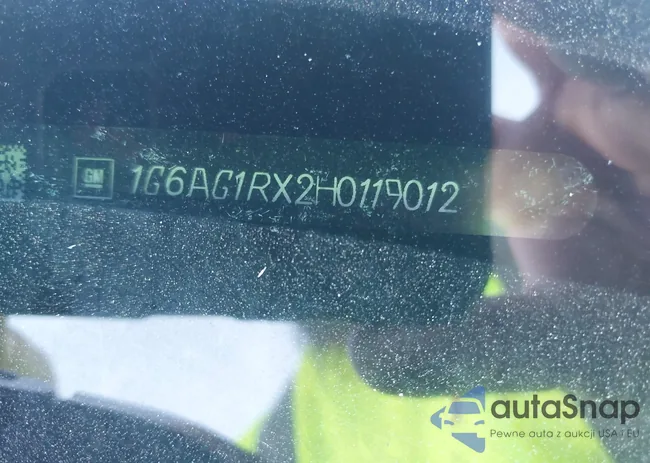 GM 1G6AG1RX2H0119012
autaSnap
Pewne auta z aukcji USA i EU